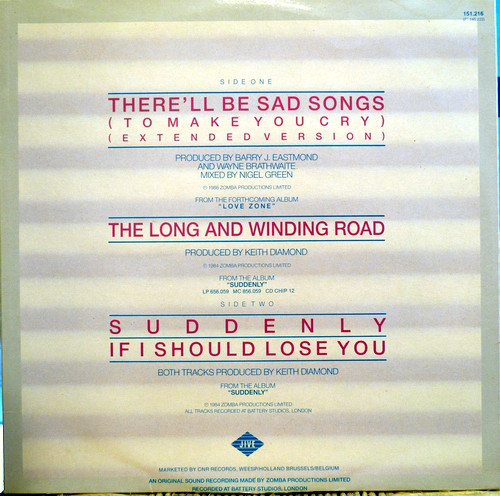 151.216
SIDE ONE
THERE'LL BE SAD SONGS
(TO MAKE YOU CRY)
(EXTENDED VERSION)
PRODUCED BY BARRY J. EASTMOND
AND WAYNE BRATHWAITE
MIXED BY NIGEL GREEN
℗ 1986 ZOMBA PRODUCTIONS LIMITED
FROM THE FORTHCOMING ALBUM
"LOVE ZONE"
THE LONG AND WINDING ROAD
PRODUCED BY KEITH DIAMOND
℗ 1984 ZOMBA PRODUCTIONS LIMITED
FROM THE ALBUM
"SUDDENLY"
LP 656.059 MC 856.059 CD CHIP 12
SIDE TWO
SUDDENLY
IF I SHOULD LOSE YOU
BOTH TRACKS PRODUCED BY KEITH DIAMOND
FROM THE ALBUM
"SUDDENLY"
℗ 1984 ZOMBA PRODUCTIONS LIMITED
ALL TRACKS RECORDED AT BATTERY STUDIOS, LONDON
JIVE
MARKETED BY CNR RECORDS, WEESP/HOLLAND BRUSSELS/BELGIUM
AN ORIGINAL SOUND RECORDING MADE BY ZOMBA PRODUCTIONS LIMITED
RECORDED AT BATTERY STUDIOS; LONDON